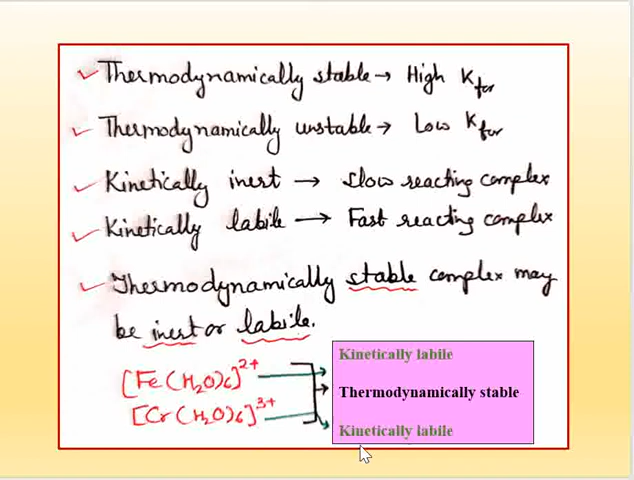 Thermodynamically stable → High Kfor
Thermodynamically unstable → Low Kfor
Kinetically inert → slow reacting complex
Kinetically labile → Fast reacting complex
Thermodynamically stable complex may
be inert or labile.
[Fe(H2O)6]2+
[Cr(H2O)6]3+
Kinetically labile
Thermodynamically stable
Kinetically labile